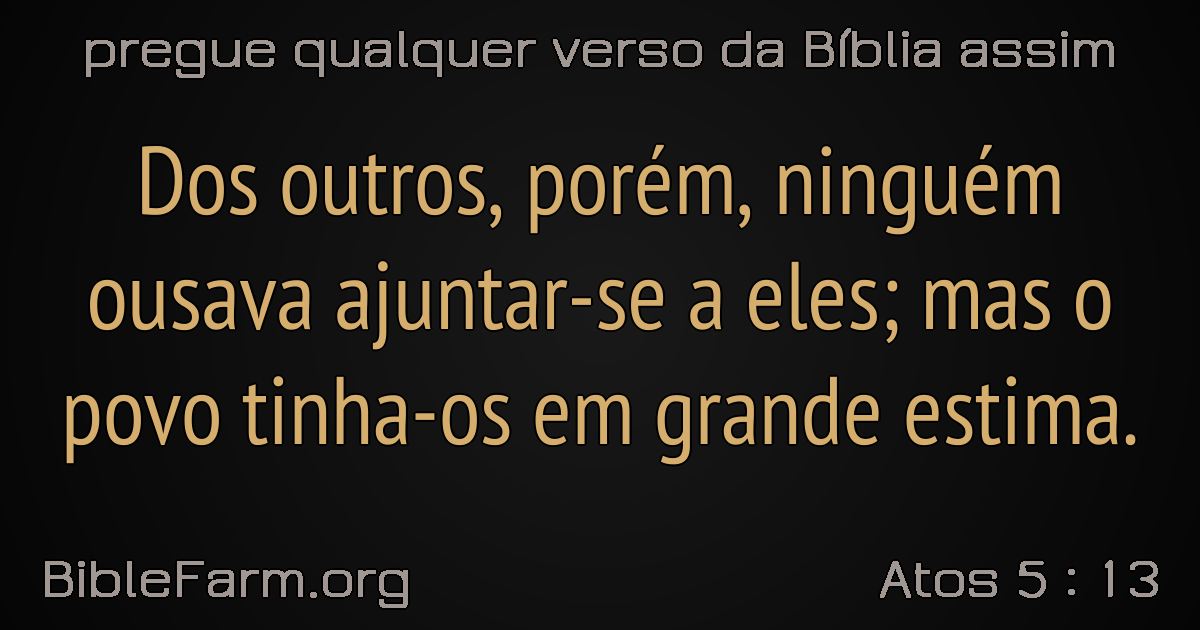 pregue qualquer verso da Bíblia assim
Dos outros, porém, ninguém
ousava ajuntar-se a eles; mas o
povo tinha-os em grande estima.
BibleFarm.org
Atos 5 : 13